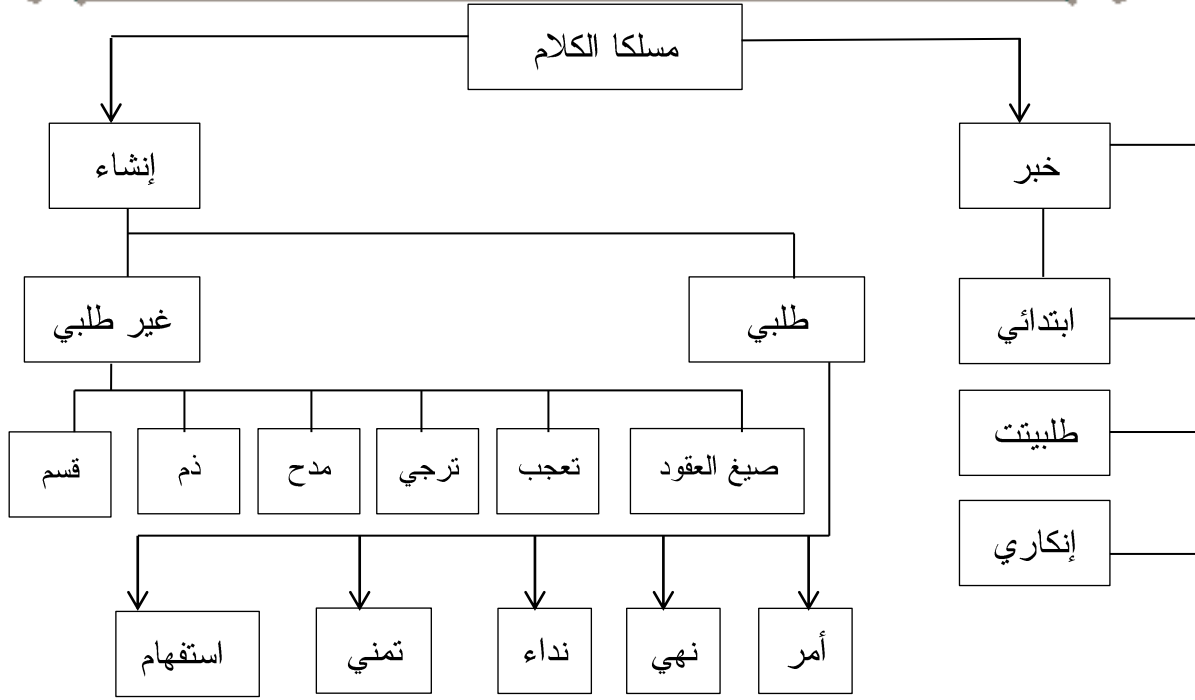 مسلكا الكلام
خبر
إنشاء
ابتدائي
طلبي
غير طلبي
طلبيتت
إنكاري
صيغ العقود
تعجب
ترجي
مدح
ذم
قسم
أمر
نهي
نداء
تمني
استفهام